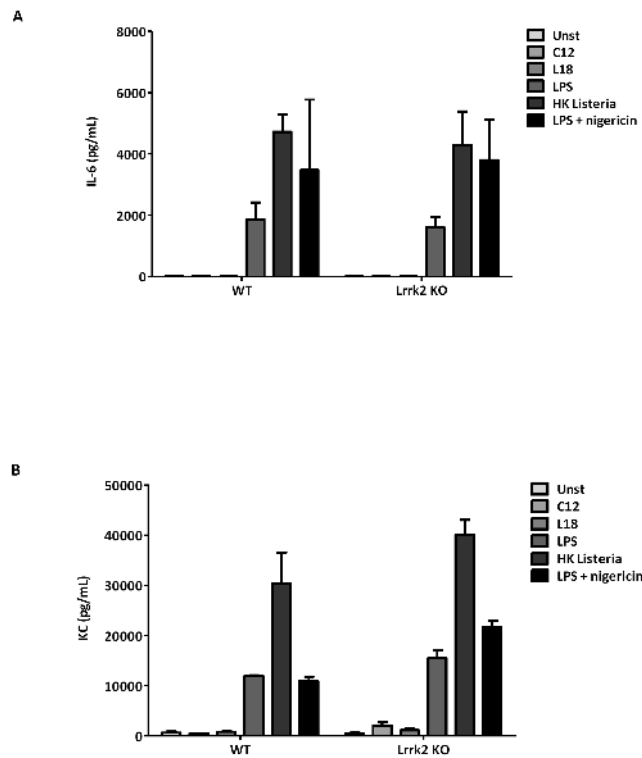 A
8000
6000
4000
2000
0
IL-6 (pg/mL)
WT
Lrrk2 KO
Unst
C12
L18
LPS
HK Listeria
LPS + nigericin
B
50000
40000
30000
20000
10000
0
KC (pg/mL)
WT
Lrrk2 KO
Unst
C12
L18
LPS
HK Listeria
LPS + nigericin